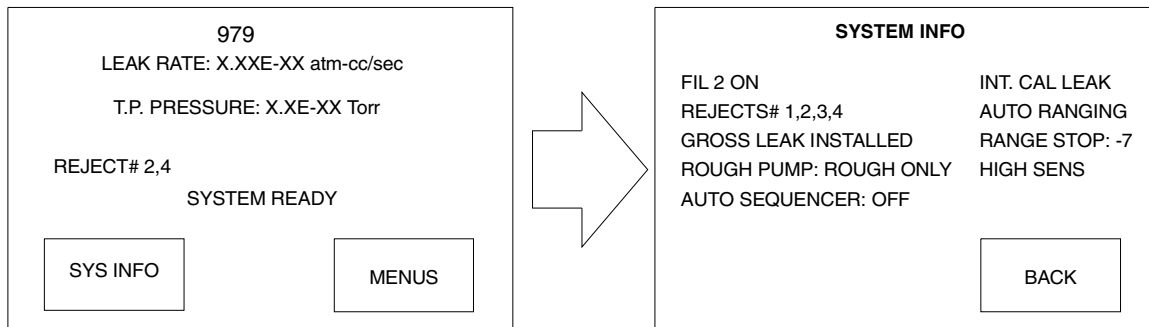 979
LEAK RATE: X.XXE-XX atm-cc/sec
T.P. PRESSURE: X.XE-XX Torr
REJECT# 2,4
SYSTEM READY
SYS INFO
MENUS
SYSTEM INFO
FIL 2 ON
REJECTS# 1,2,3,4
GROSS LEAK INSTALLED
ROUGH PUMP: ROUGH ONLY
AUTO SEQUENCER: OFF
INT. CAL LEAK
AUTO RANGING
RANGE STOP: -7
HIGH SENS
BACK